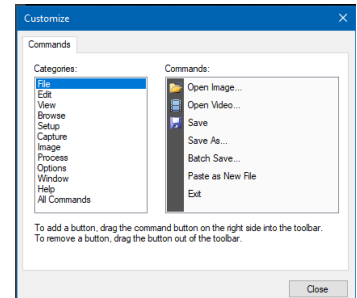 Customize
Commands
Categories:
File
Edit
View
Browse
Setup
Capture
Image
Process
Options
Window
Help
All Commands
Commands:
Open Image...
Open Video...
Save
Save As...
Batch Save...
Paste as New File
Exit
To add a button, drag the command button on the right side into the toolbar.
To remove a button, drag the button out of the toolbar.
Close